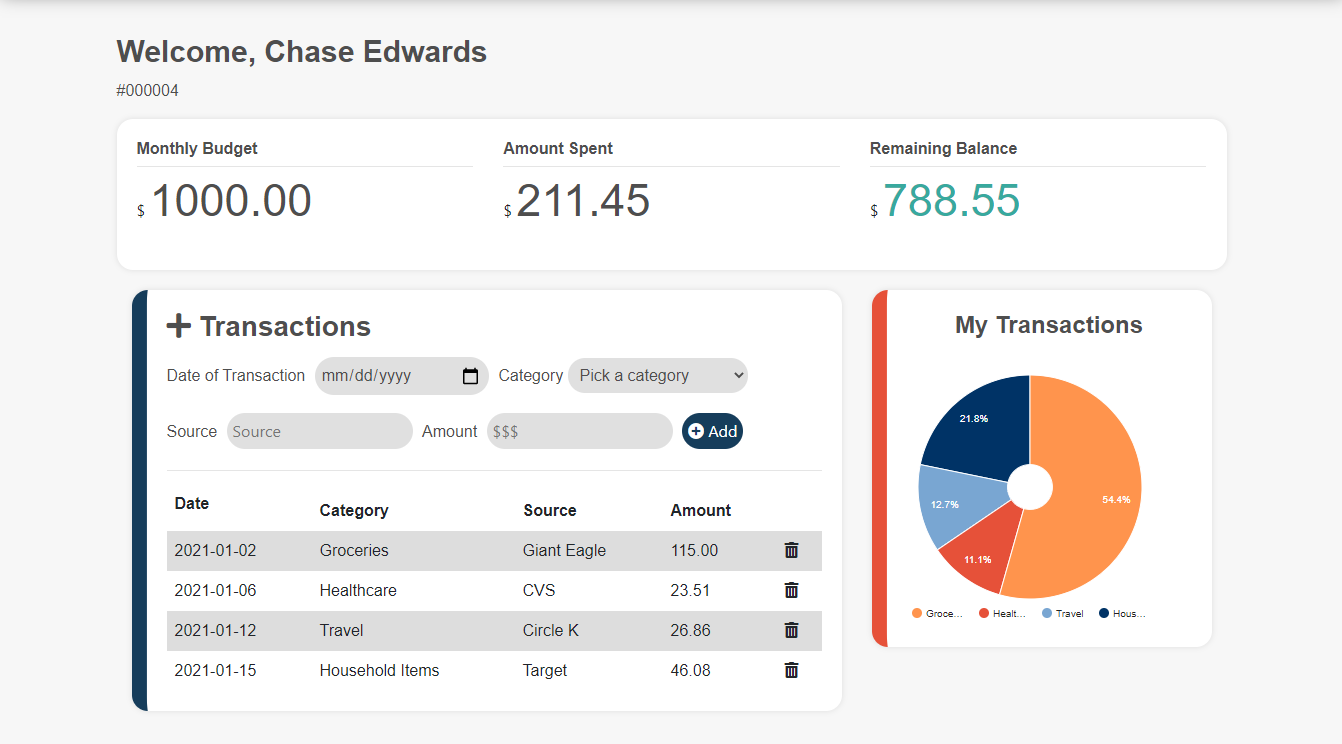 Welcome, Chase Edwards
#000004
Monthly Budget
$ 1000.00
Amount Spent
$ 211.45
Remaining Balance
$ 788.55
Transactions
Date of Transaction mm/dd/yyyy Category Pick a category
Source Source Amount $$$ Add
Date Category Source Amount
2021-01-02 Groceries Giant Eagle 115.00
2021-01-06 Healthcare CVS 23.51
2021-01-12 Travel Circle K 26.86
2021-01-15 Household Items Target 46.08
My Transactions
21.8%
54.4%
12.7%
11.1%
Groce... Healt... Travel Hous...